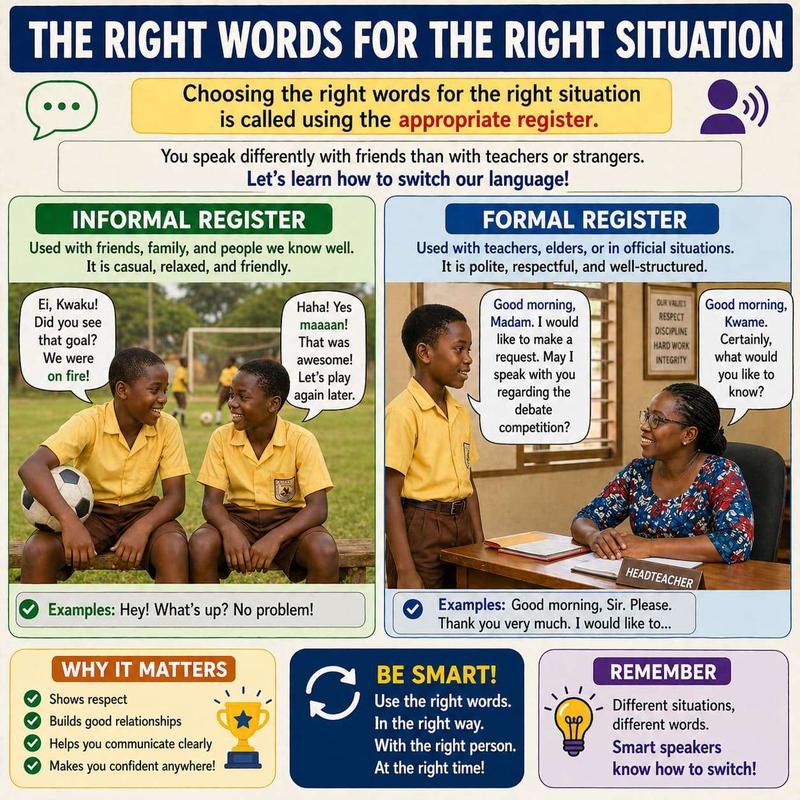 THE RIGHT WORDS FOR THE RIGHT SITUATION
Choosing the right words for the right situation
is called using the appropriate register.
You speak differently with friends than with teachers or strangers.
Let's learn how to switch our language!
INFORMAL REGISTER
Used with friends, family, and people we know well.
It is casual, relaxed, and friendly.
Ei, Kwaku!
Did you see
that goal?
We were
on fire!
Haha! Yes
maaaan!
That was
awesome!
Let's play
again later.
Examples: Hey! What's up? No problem!
FORMAL REGISTER
Used with teachers, elders, or in official situations.
It is polite, respectful, and well-structured.
Good morning,
Madam. I would
like to make a
request. May I
speak with you
regarding the
debate
competition?
OUR VALUES
RESPECT
DISCIPLINE
HARD WORK
INTEGRITY
Good morning,
Kwame.
Certainly,
what would
you like to
know?
HEADTEACHER
Examples: Good morning, Sir. Please.
Thank you very much. I would like to...
WHY IT MATTERS
Shows respect
Builds good relationships
Helps you communicate clearly
Makes you confident anywhere!
BE SMART!
Use the right words.
In the right way.
With the right person.
At the right time!
REMEMBER
Different situations,
different words.
Smart speakers
know how to switch!